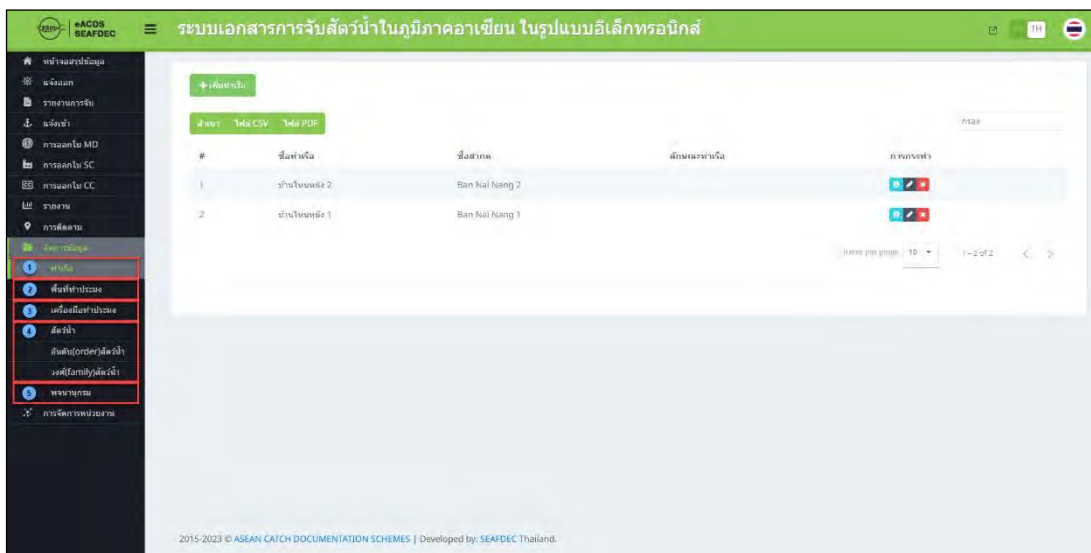 eACDS
SEAFDEC
ระบบเอกสารการจับสัตว์น้ำในภูมิภาคอาเซียน ในรูปแบบอิเล็กทรอนิกส์
TH
หน้าจอสรุปข้อมูล
แจ้งออก
รายงานการจับ
แจ้งเข้า
การออกใบ MD
การออกใบ SC
การออกใบ CC
รายงาน
การติดตาม
จัดการข้อมูล
1 ท่าเรือ
2 พื้นที่ทำประมง
3 เครื่องมือทำประมง
4 สัตว์น้ำ
อันดับ(order)สัตว์น้ำ
วงศ์(family)สัตว์น้ำ
5 พจนานุกรม
การจัดการหน่วยงาน
+เพิ่มท่าเรือ
สำเนา ไฟล์ CSV ไฟล์ PDF
กรอง
# ชื่อท่าเรือ ชื่อสากล ลักษณะท่าเรือ การกระทำ
1 บ้านในหนัง 2 Ban Nai Nang 2
2 บ้านในหนัง 1 Ban Nai Nang 1
Items per page: 10 1 – 2 of 2
2015-2023 © ASEAN CATCH DOCUMENTATION SCHEMES | Developed by: SEAFDEC Thailand.